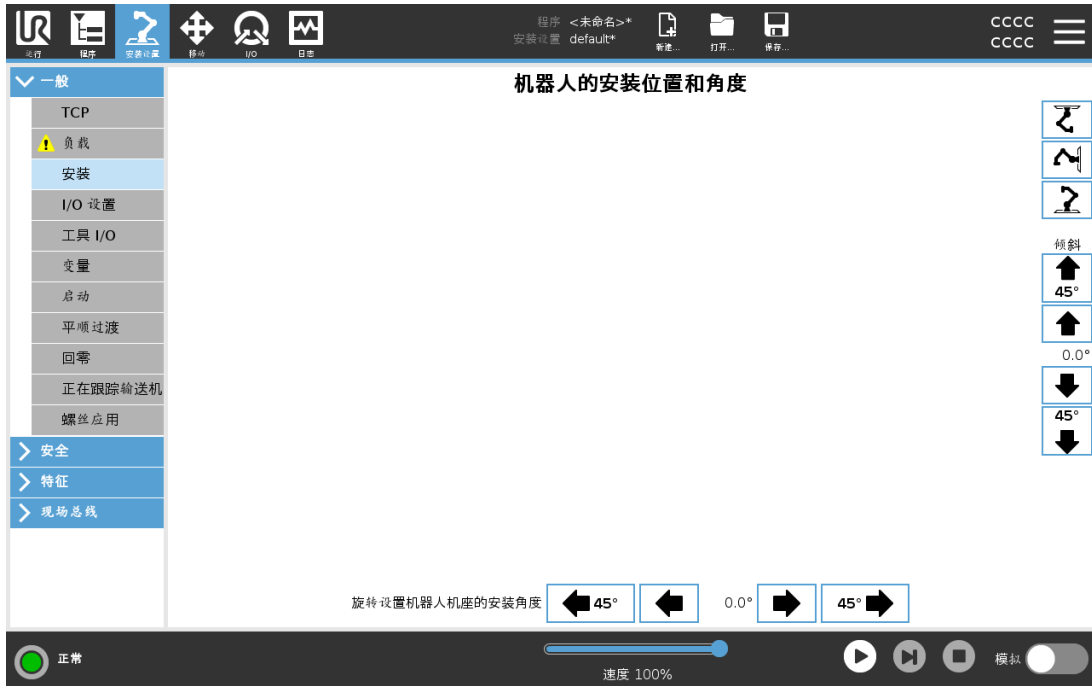 运行
程序
安装设置
移动
I/O
日志
程序 <未命名>*
安装设置 default*
新建...
打开...
保存...
CCCC
CCCC
一般
TCP
负载
安装
I/O 设置
工具 I/O
变量
启动
平顺过渡
回零
正在跟踪输送机
螺丝应用
安全
特征
现场总线
机器人的安装位置和角度
倾斜
45°
0.0°
45°
旋转设置机器人机座的安装角度 45° 0.0° 45°
正常
速度 100%
模拟